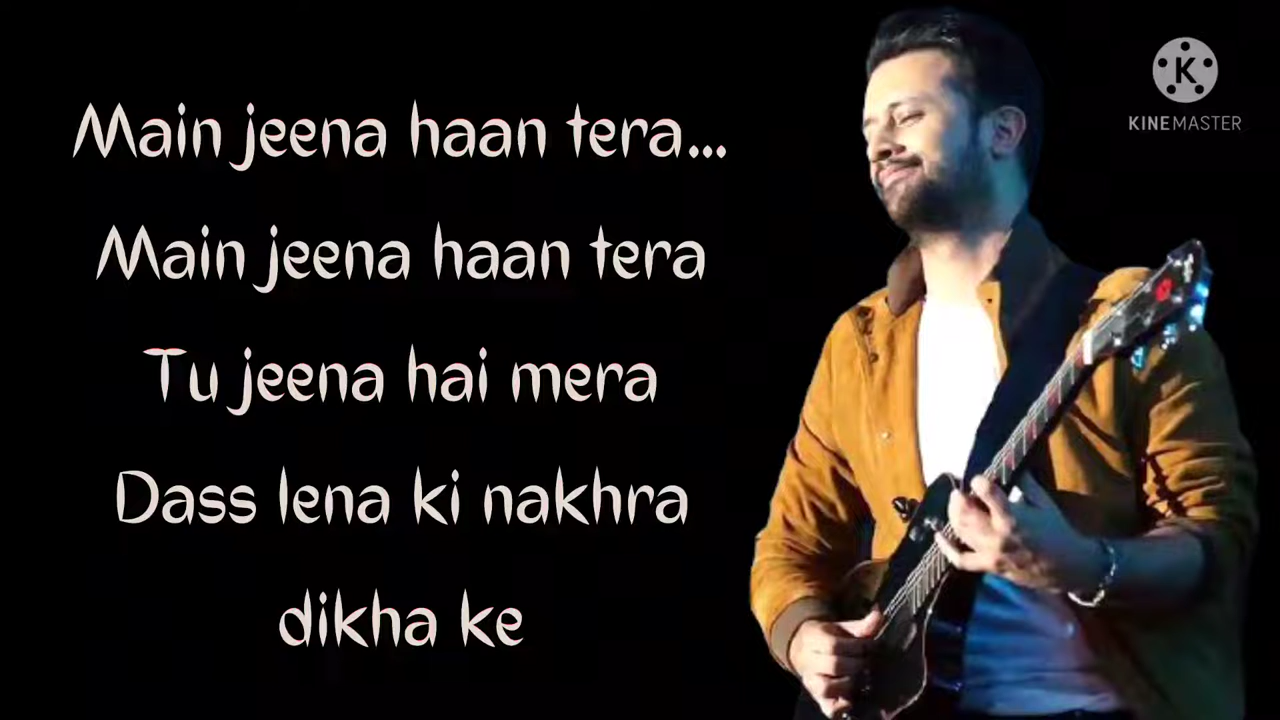 Main jeena haan tera...
Main jeena haan tera
Tu jeena hai mera
Dass lena ki nakhra
dikha ke
K
KINEMASTER